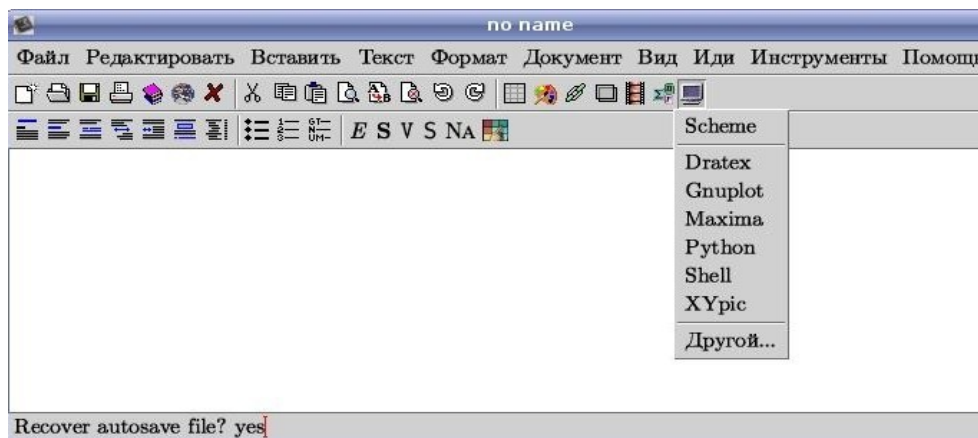 no name
Файл Редактировать Вставить Текст Формат Документ Вид Иди Инструменты
E S V S NA
Scheme
Dratex
Gnuplot
Maxima
Python
Shell
XYpic
Другой...
Recover autosave file? yes